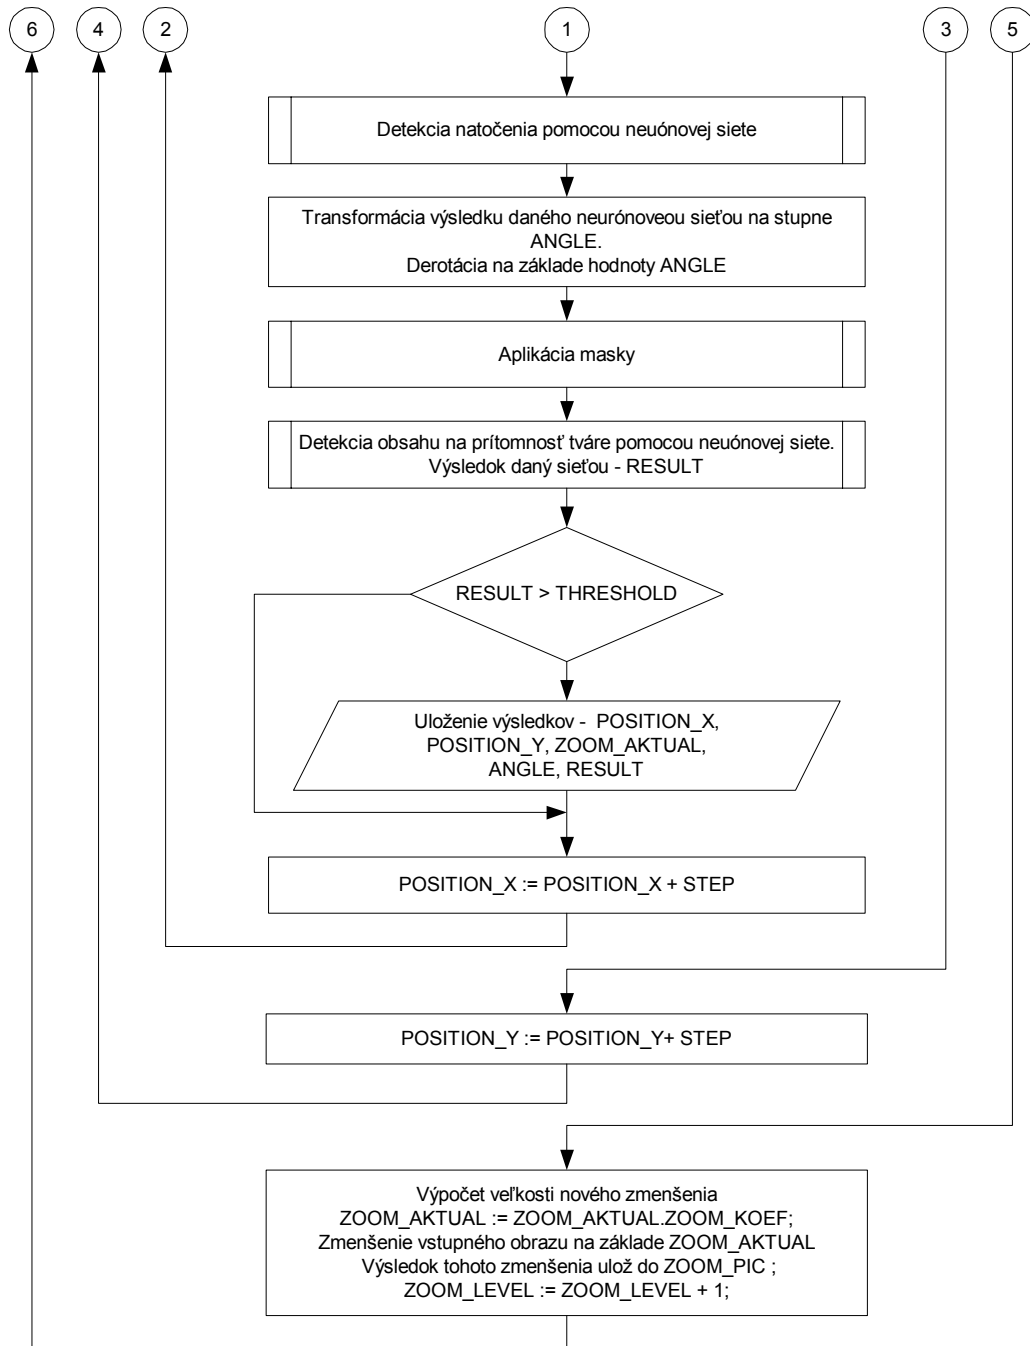 6
4
2
1
3
5
Detekcia natočenia pomocou neuónovej siete
Transformácia výsledku daného neurónoveou sieťou na stupne
ANGLE.
Derotácia na základe hodnoty ANGLE
Aplikácia masky
Detekcia obsahu na prítomnosť tváre pomocou neuónovej siete.
Výsledok daný sieťou - RESULT
RESULT > THRESHOLD
Uloženie výsledkov - POSITION_X,
POSITION_Y, ZOOM_AKTUAL,
ANGLE, RESULT
POSITION_X := POSITION_X + STEP
POSITION_Y := POSITION_Y+ STEP
Výpočet veľkosti nového zmenšenia
ZOOM_AKTUAL := ZOOM_AKTUAL.ZOOM_KOEF;
Zmenšenie vstupného obrazu na základe ZOOM_AKTUAL
Výsledok tohoto zmenšenia ulož do ZOOM_PIC ;
ZOOM_LEVEL := ZOOM_LEVEL + 1;